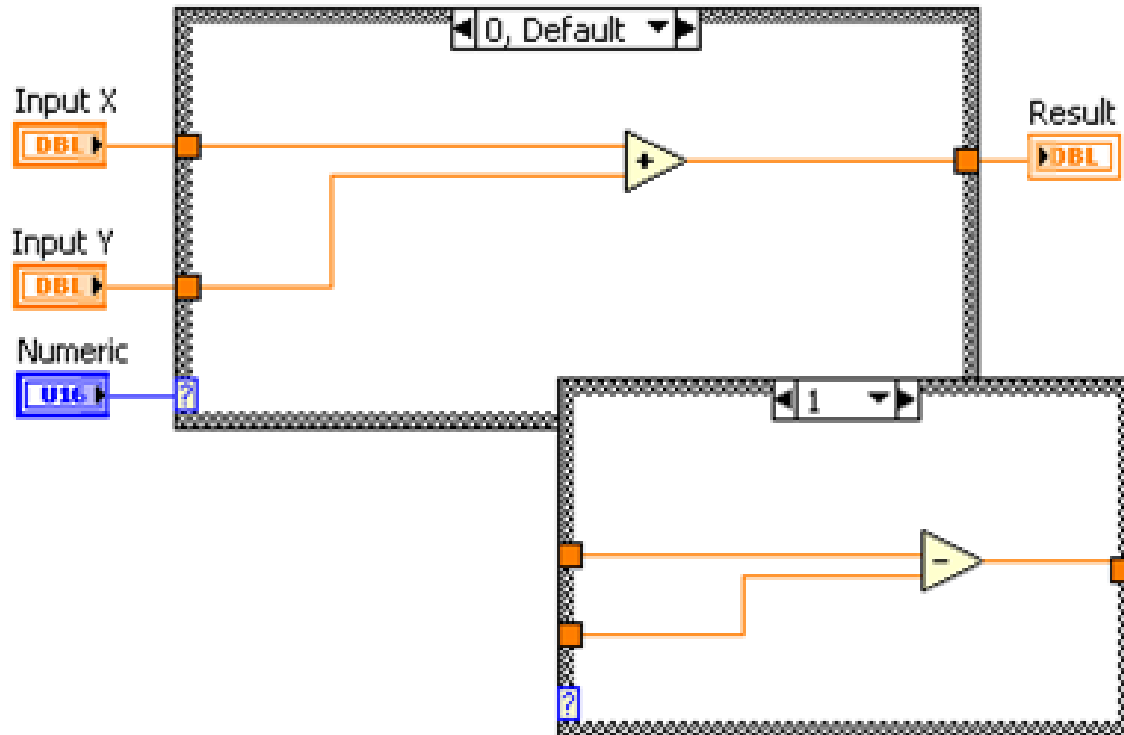 0, Default
Input X
DBL
Result
DBL
+
Input Y
DBL
Numeric
U16
?
1
-
?